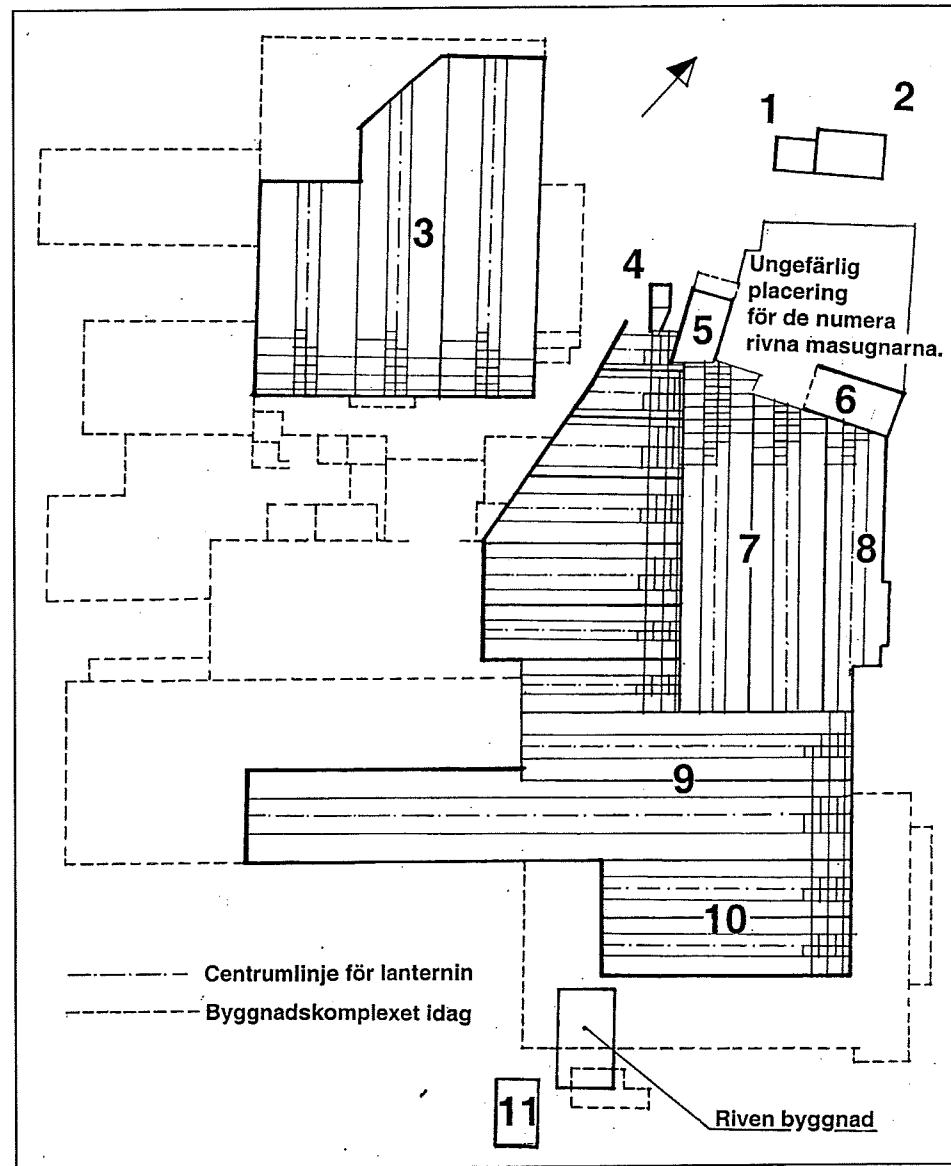 1
2
3
4
Ungefärlig
placering
för de numera
rivna masugnarna.
5
6
7
8
9
10
Centrumlinje för lanternin
Byggnadskomplexet idag
11
Riven byggnad